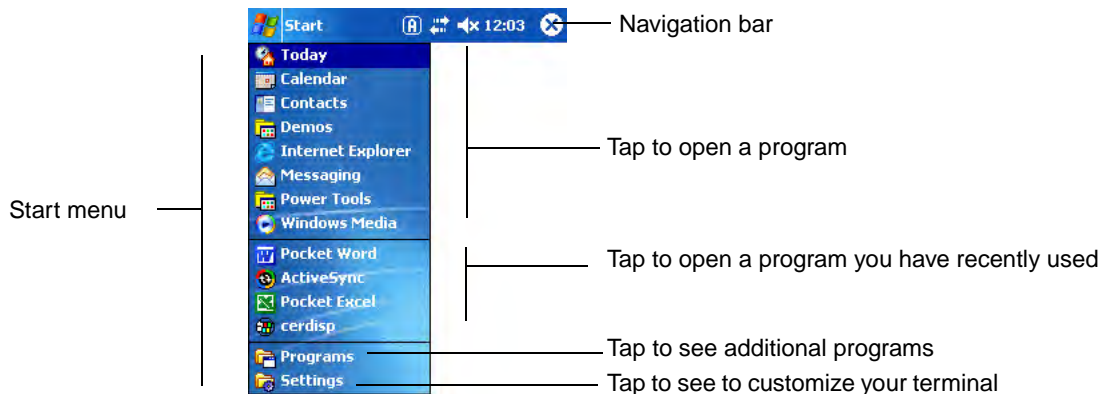 Start A 12:03
Navigation bar
Today
Calendar
Contacts
Demos
Internet Explorer
Messaging
Power Tools
Windows Media
Tap to open a program
Start menu
Pocket Word
ActiveSync
Pocket Excel
cerdisp
Tap to open a program you have recently used
Programs
Tap to see additional programs
Settings
Tap to see to customize your terminal